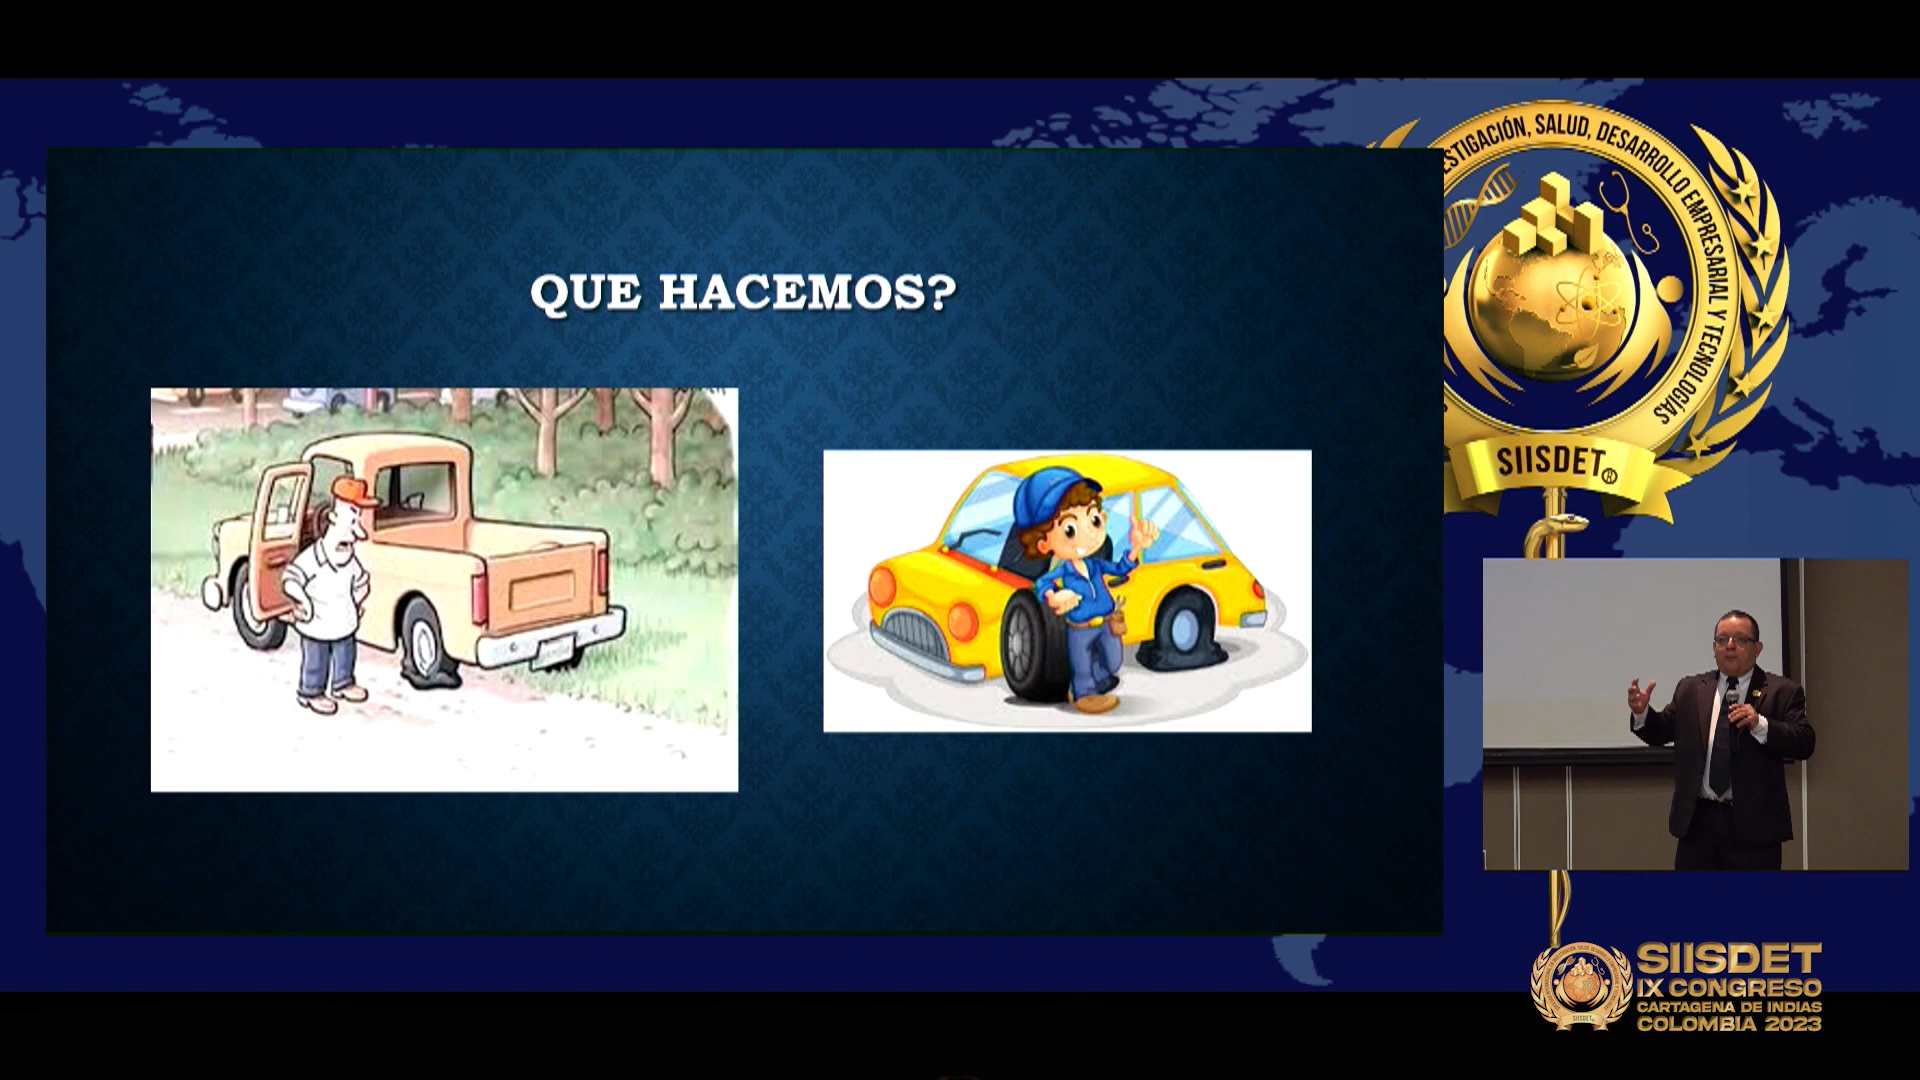 QUE HACEMOS?
STIGACIÓN, SALUD, DESARROLLO EMPRESARIAL Y TECNOLOGÍAS
SIISDET®
SIISDET
IX CONGRESO
CARTAGENA DE INDIAS
COLOMBIA 2023